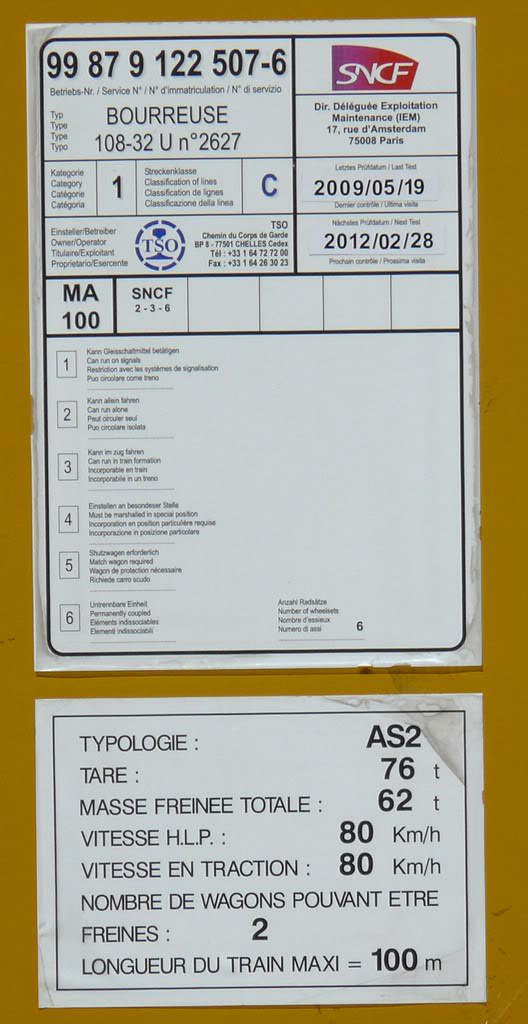 99 87 9 122 507-6
Betriebs-Nr. / Service N° / N° d'immatriculation / N° di servizio
Typ
Type
Type
Typo
BOURREUSE
108-32 U n°2627
SNCF
Dir. Déléguée Exploitation
Maintenance (IEM)
17, rue d'Amsterdam
75008 Paris
Kategorie
Category
Catégorie
Catégoria
1
Streckenklasse
Classification of lines
Classification de lignes
Classificazione della linea
C
Letztes Prüfdatum / Last Test
2009/05/19
Dernier contrôle / Ultima visita
Einsteller/Betreiber
Owner/Operator
Titulaire/Exploitant
Proprietario/Esercente
TSO
TSO
Chemin du Corps de Garde
BP 8 - 77501 CHELLES Cedex
Tél : +33 1 64 72 72 00
Fax : +33 1 64 26 30 23
Nächstes Prüfdatum / Next Test
2012/02/28
Prochain contrôle / Prossima visita
MA
100
SNCF
2 - 3 - 6
1
Kann Gleisschaltmittel betätigen
Can run on signals
Restriction avec les systèmes de signalisation
Puo circolare come treno
2
Kann allein fahren
Can run alone
Peut circuler seul
Puo circolare isolata
3
Kann im zug fahren
Can run in train formation
Incorporable en train
Incorporabile in un treno
4
Einstellen an besondeser Stelle
Must be marshalled in special position
Incorporation en position particulière requise
Incorporazione in posizione particolare
5
Shutzwagen erforderlich
Match wagon required
Wagon de protection nécessaire
Richiede carro scudo
6
Untrennbare Einheit
Permanently coupled
Eléments indissociables
Elementi indissociabili
Anzahl Radsätze
Number of wheelsets
Nombre d'essieux
Numero di assi
6
TYPOLOGIE : AS2
TARE : 76 t
MASSE FREINEE TOTALE : 62 t
VITESSE H.L.P. : 80 Km/h
VITESSE EN TRACTION : 80 Km/h
NOMBRE DE WAGONS POUVANT ETRE
FREINES : 2
LONGUEUR DU TRAIN MAXI = 100 m